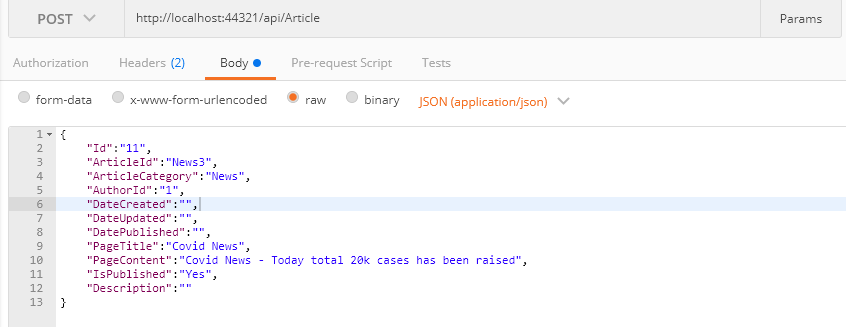 POST http://localhost:44321/api/Article Params
Authorization Headers (2) Body Pre-request Script Tests
form-data x-www-form-urlencoded raw binary JSON (application/json)
1 {
2 "Id":"11",
3 "ArticleId":"News3",
4 "ArticleCategory":"News",
5 "AuthorId":"1",
6 "DateCreated":"",
7 "DateUpdated":"",
8 "DatePublished":"",
9 "PageTitle":"Covid News",
10 "PageContent":"Covid News - Today total 20k cases has been raised",
11 "IsPublished":"Yes",
12 "Description":""
13 }